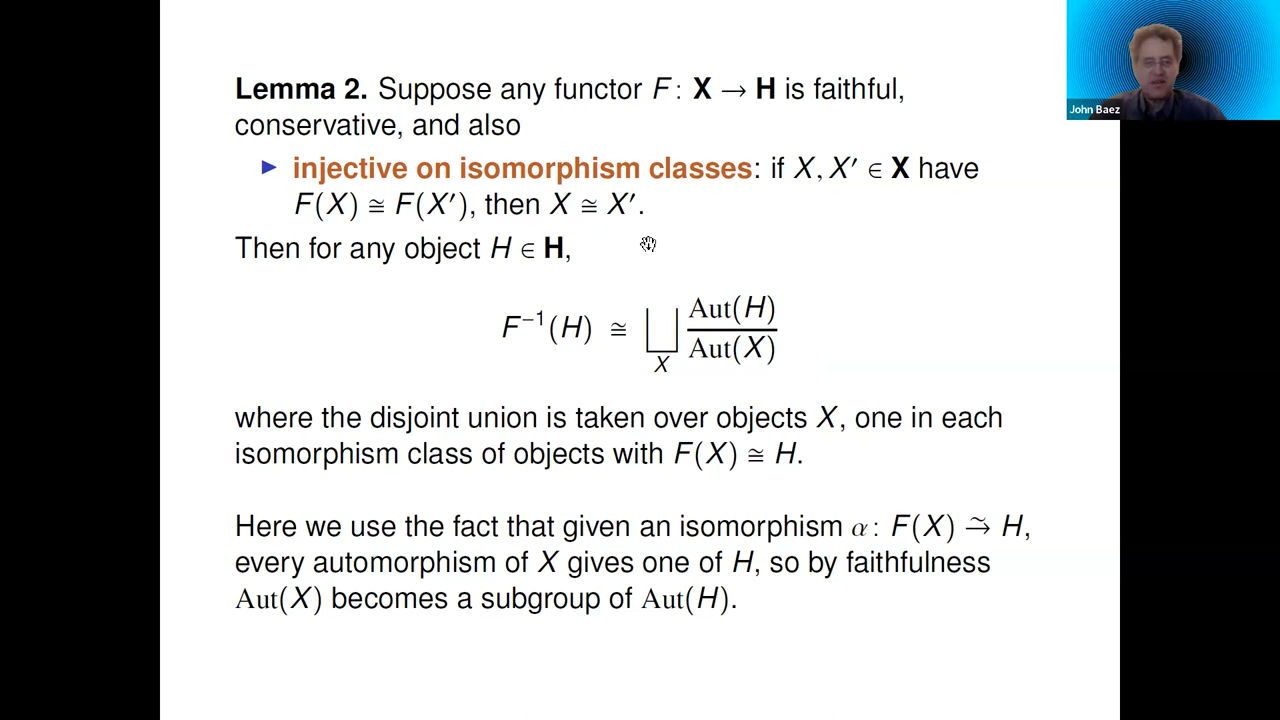 Lemma 2. Suppose any functor F : X → H is faithful,
conservative, and also
▶ injective on isomorphism classes: if X, X′ ∈ X have
F(X) ≅ F(X′), then X ≅ X′.
Then for any object H ∈ H,
F⁻¹(H) ≅ ⨆_X Aut(H)/Aut(X)
where the disjoint union is taken over objects X, one in each
isomorphism class of objects with F(X) ≅ H.
Here we use the fact that given an isomorphism α : F(X) ⥲ H,
every automorphism of X gives one of H, so by faithfulness
Aut(X) becomes a subgroup of Aut(H).
John Baez